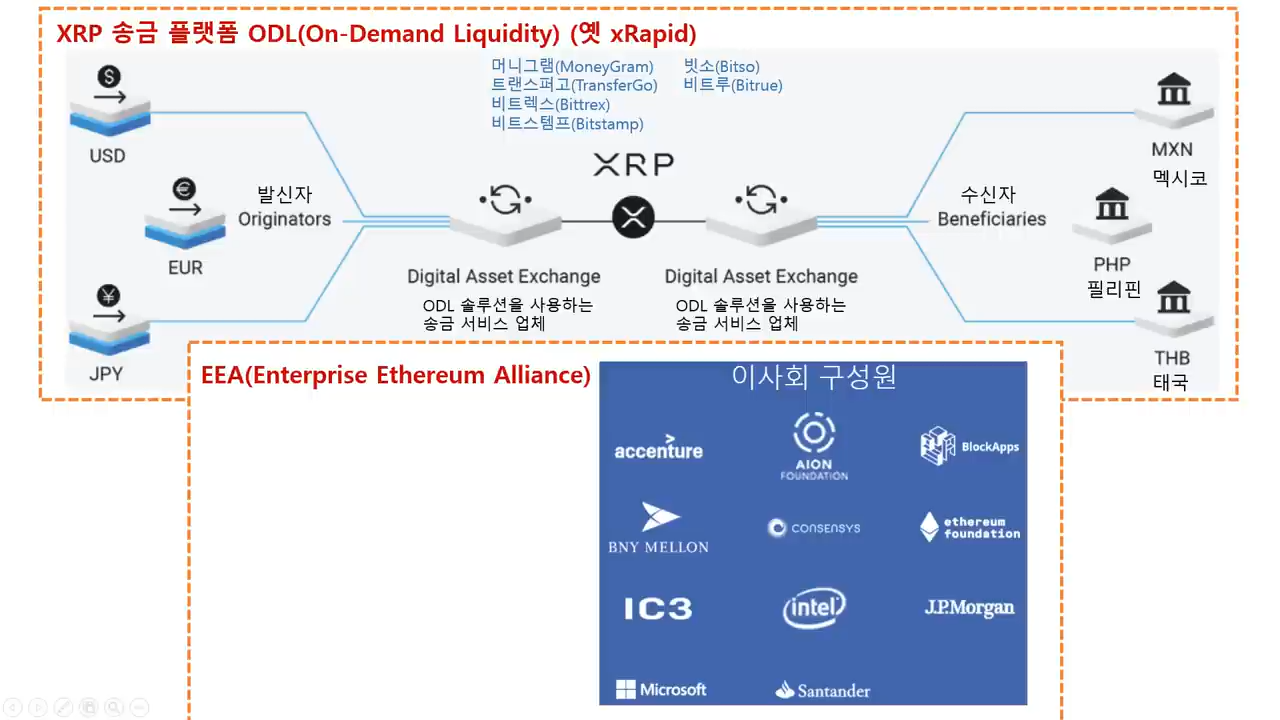 XRP 송금 플랫폼 ODL(On-Demand Liquidity) (옛 xRapid)
머니그램(MoneyGram)
트랜스퍼고(TransferGo)
비트렉스(Bittrex)
비트스템프(Bitstamp)
빗소(Bitso)
비트루(Bitrue)
$
USD
€
EUR
¥
JPY
발신자
Originators
XRP
수신자
Beneficiaries
Digital Asset Exchange
ODL 솔루션을 사용하는
송금 서비스 업체
Digital Asset Exchange
ODL 솔루션을 사용하는
송금 서비스 업체
MXN
멕시코
PHP
필리핀
THB
태국
EEA(Enterprise Ethereum Alliance)
이사회 구성원
accenture
AION
FOUNDATION
BlockApps
BNY MELLON
CONSENSYS
ethereum
foundation
IC3
intel
J.P.Morgan
Microsoft
Santander